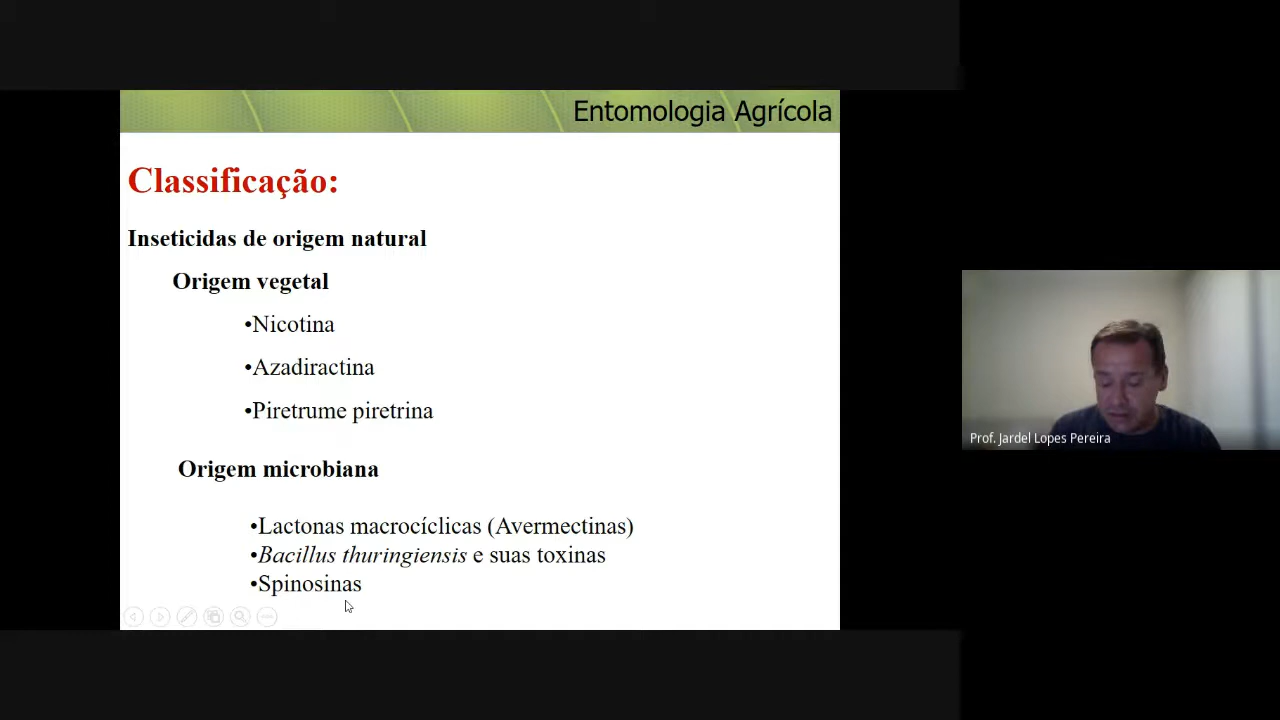 Entomologia Agrícola
Classificação:
Inseticidas de origem natural
Origem vegetal
•Nicotina
•Azadiractina
•Piretrume piretrina
Origem microbiana
•Lactonas macrocíclicas (Avermectinas)
•Bacillus thuringiensis e suas toxinas
•Spinosinas
Prof. Jardel Lopes Pereira